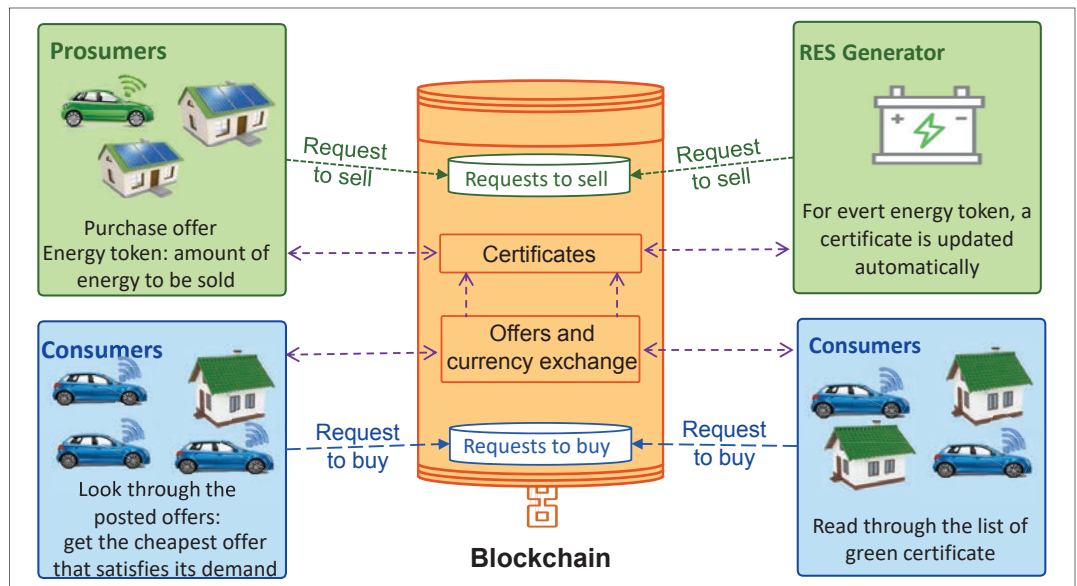 Prosumers
Purchase offer
Energy token: amount of
energy to be sold
Request
to sell
Requests to sell
Request
to sell
RES Generator
For evert energy token, a
certificate is updated
automatically
Certificates
Offers and
currency exchange
Consumers
Look through the
posted offers:
get the cheapest offer
that satisfies its demand
Request
to buy
Requests to buy
Request
to buy
Consumers
Read through the list of
green certificate
Blockchain